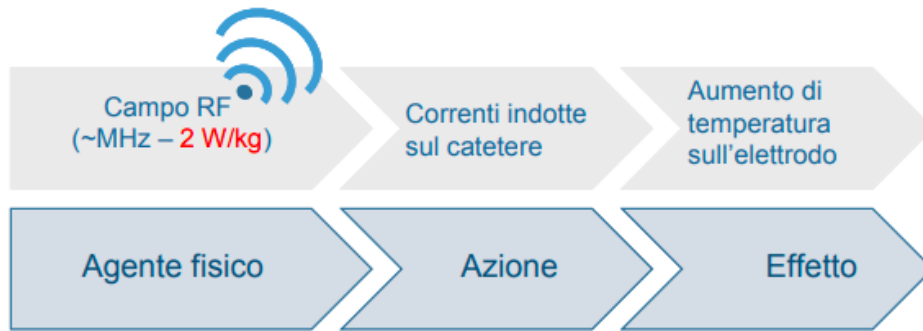 Campo RF
(~MHz – 2 W/kg)
Correnti indotte
sul catetere
Aumento di
temperatura
sull'elettrodo
Agente fisico
Azione
Effetto